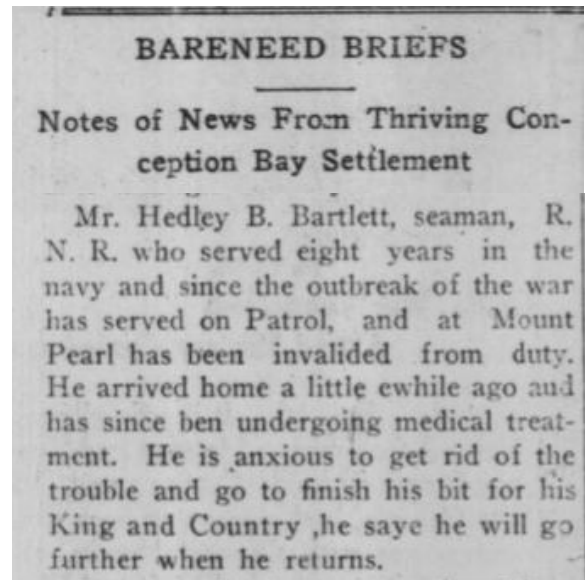 BARENEED BRIEFS
Notes of News From Thriving Con-
ception Bay Settlement
Mr. Hedley B. Bartlett, seaman, R.
N. R. who served eight years in the
navy and since the outbreak of the war
has served on Patrol, and at Mount
Pearl has been invalided from duty.
He arrived home a little ewhile ago aud
has since ben undergoing medical treat-
ment. He is anxious to get rid of the
trouble and go to finish his bit for his
King and Country ,he saye he will go
further when he returns.